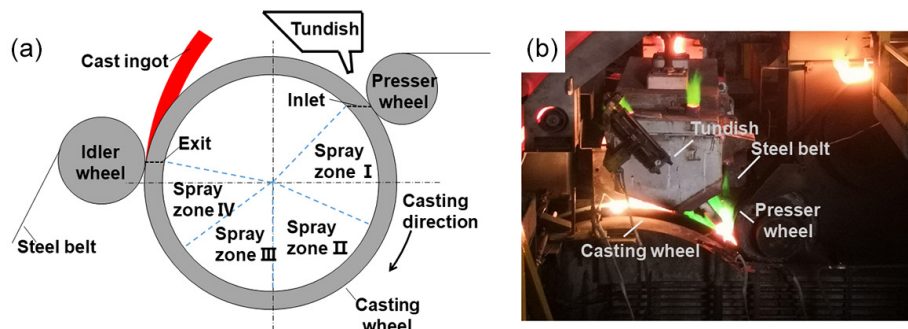 (a)
Tundish
Cast ingot
Presser
wheel
Inlet
Exit
Idler
wheel
Spray
zone Ⅰ
Spray
zone Ⅳ
Casting
direction
Spray
zone Ⅲ
Spray
zone Ⅱ
Steel belt
Casting
wheel
(b)
Tundish
Steel belt
Presser
wheel
Casting wheel